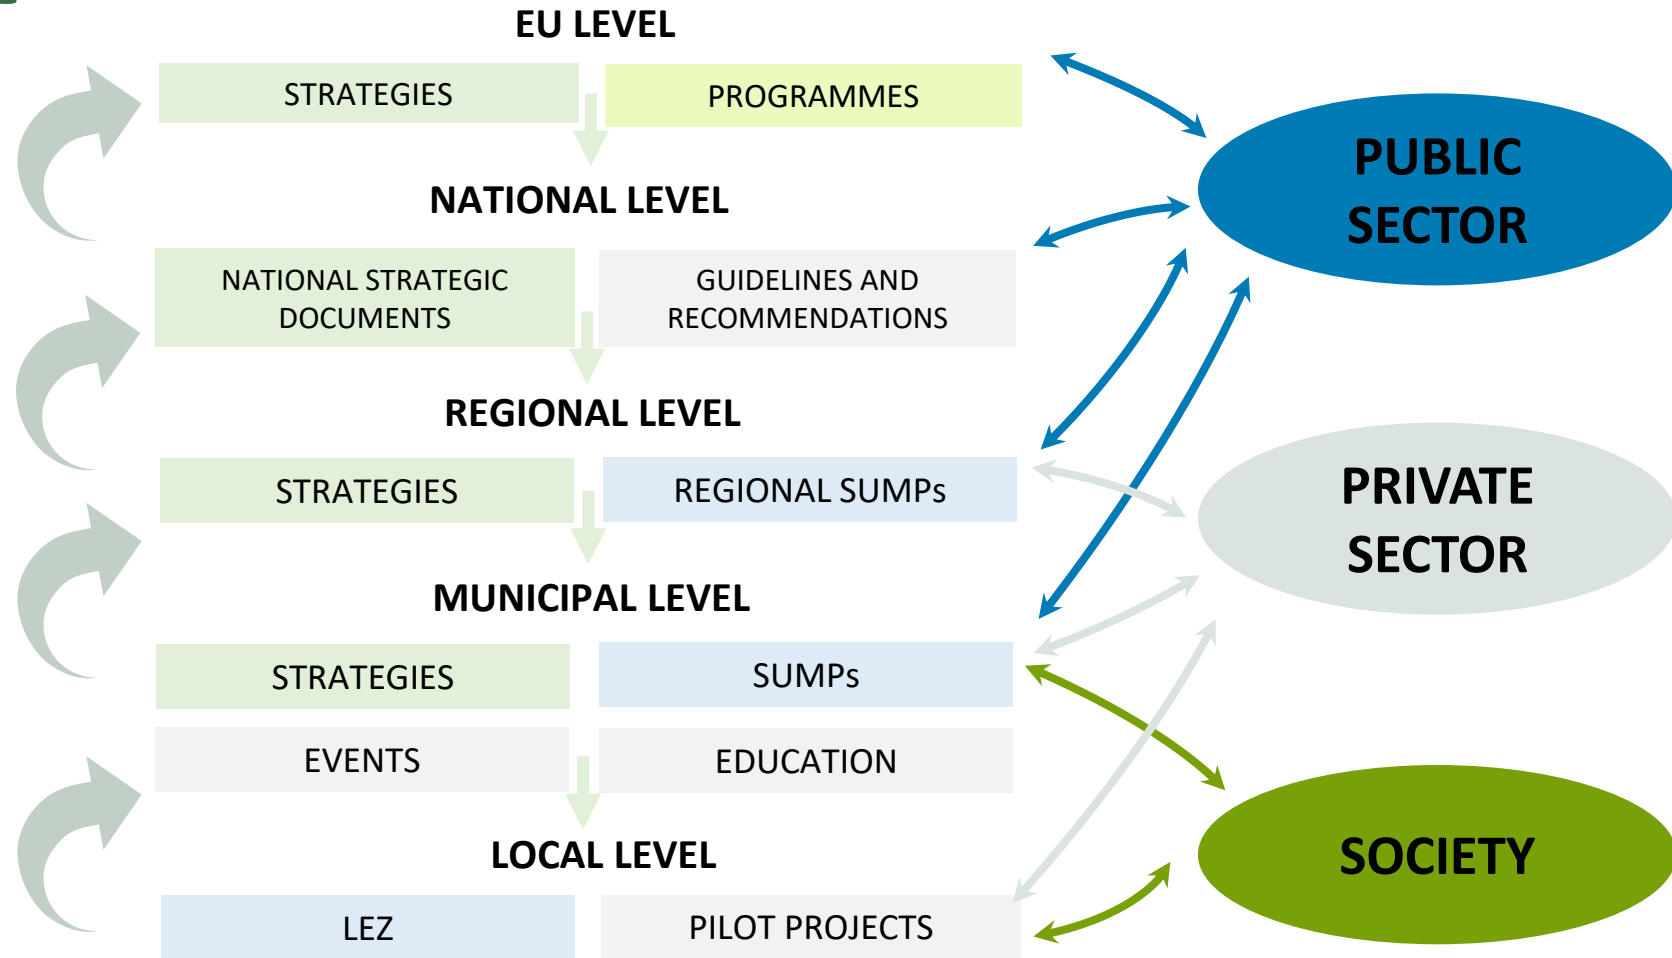 EU LEVEL
STRATEGIES
PROGRAMMES
NATIONAL LEVEL
NATIONAL STRATEGIC
DOCUMENTS
GUIDELINES AND
RECOMMENDATIONS
REGIONAL LEVEL
STRATEGIES
REGIONAL SUMPs
MUNICIPAL LEVEL
STRATEGIES
SUMPs
EVENTS
EDUCATION
LOCAL LEVEL
LEZ
PILOT PROJECTS
PUBLIC
SECTOR
PRIVATE
SECTOR
SOCIETY